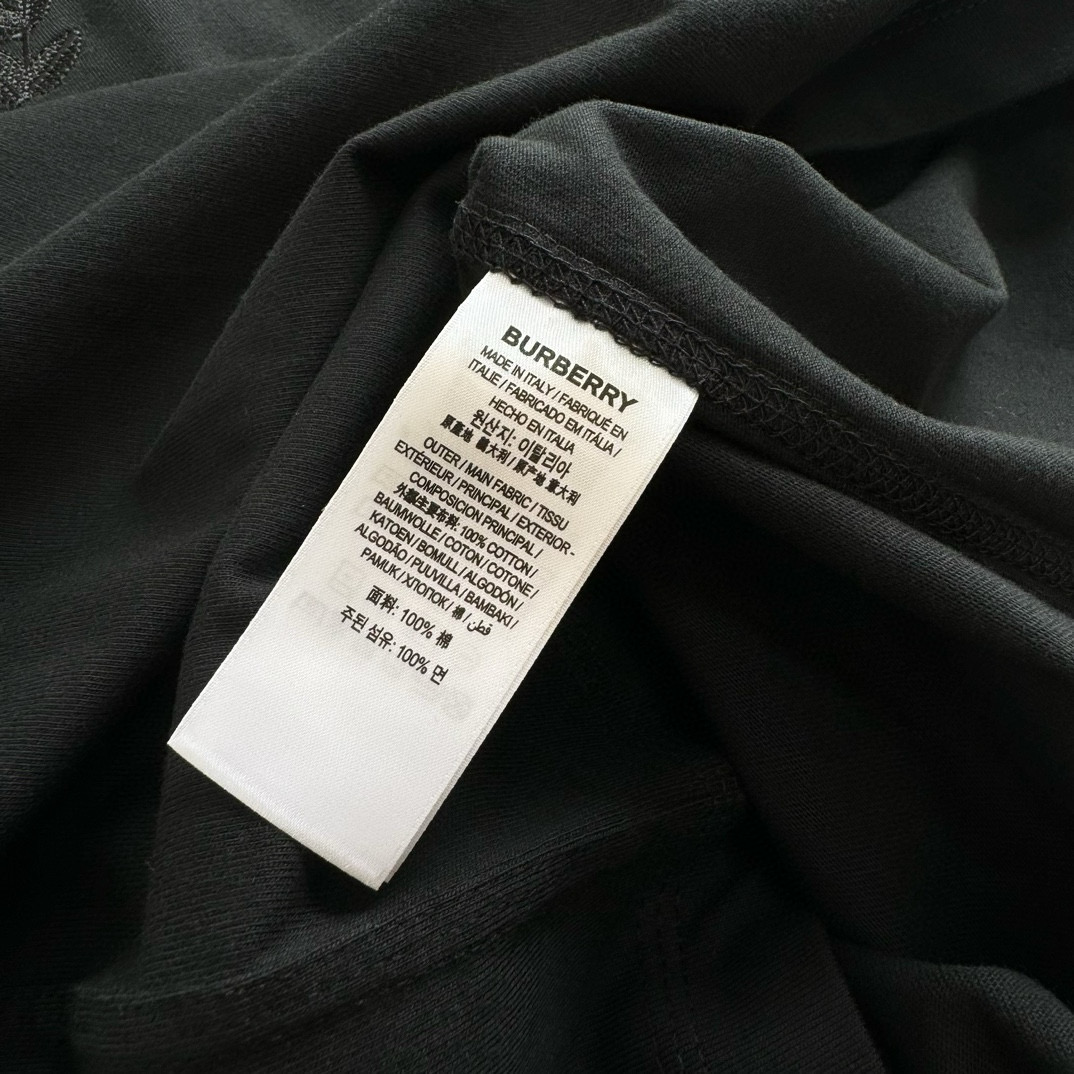 BURBERRY
MADE IN ITALY / FABRIQUÉ EN
ITALIE / FABRICADO EM ITÁLIA /
HECHO EN ITALIA
원산지: 이탈리아
原產地 義大利 / 原产地 意大利
OUTER / MAIN FABRIC / TISSU
EXTÉRIEUR / PRINCIPAL / EXTERIOR -
COMPOSICION PRINCIPAL /
外層主要布料: 100% COTTON /
BAUMWOLLE / COTON / COTONE /
KATOEN / BOMULL / ALGODÓN /
ALGODÃO / PUUVILLA / BAMBAKI /
PAMUK / ХЛОПОК / 棉 / قطن
面料: 100% 棉
주된 섬유: 100% 면